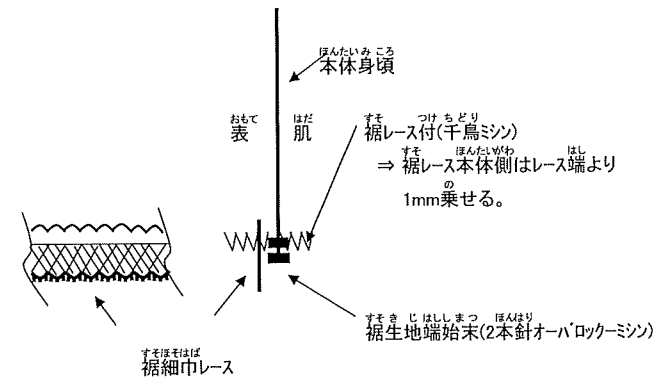 ほんたいみころ
本体身頃
おもて
表
はだ
肌
すそ つけ ちどり
裾レース付(千鳥ミシン)
すそ ほんたいがわ はし
⇒ 裾レース本体側はレース端より
の
1mm乗せる。
すそきじはししまつ ほんはり
裾生地端始末(2本針オーバーロックーミシン)
すそほそはば
裾細巾レース